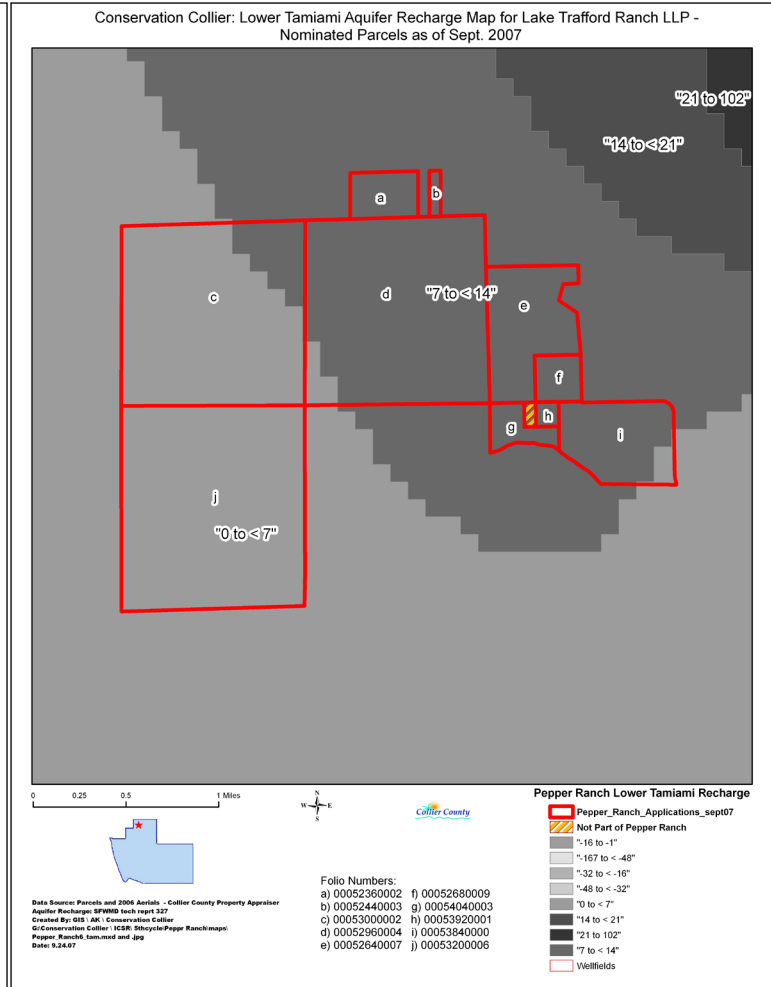 Conservation Collier: Lower Tamiami Aquifer Recharge Map for Lake Trafford Ranch LLP -
Nominated Parcels as of Sept. 2007
"21 to 102"
"14 to < 21"
a
b
c
d
"7 to < 14"
e
f
g
h
i
j
"0 to < 7"
0 0.25 0.5 1 Miles
N
W E
S
Collier County
Pepper Ranch Lower Tamiami Recharge
Pepper_Ranch_Applications_sept07
Not Part of Pepper Ranch
"-16 to -1"
"-167 to < -48"
"-32 to < -16"
"-48 to < -32"
"0 to < 7"
"14 to < 21"
"21 to 102"
"7 to < 14"
Wellfields
Folio Numbers:
a) 00052360002 f) 00052680009
b) 00052440003 g) 00054040003
c) 00053000002 h) 00053920001
d) 00052960004 i) 00053840000
e) 00052640007 j) 00053200006
Data Source: Parcels and 2006 Aerials - Collier County Property Appraiser
Aquifer Recharge: SFWMD tech reprt 327
Created By: GIS \ AK \ Conservation Collier
G:\Conservation Collier \ ICSR\ 5thcycle\Peppr Ranch\maps\
Pepper_Ranch6_tam.mxd and .jpg
Date: 9.24.07